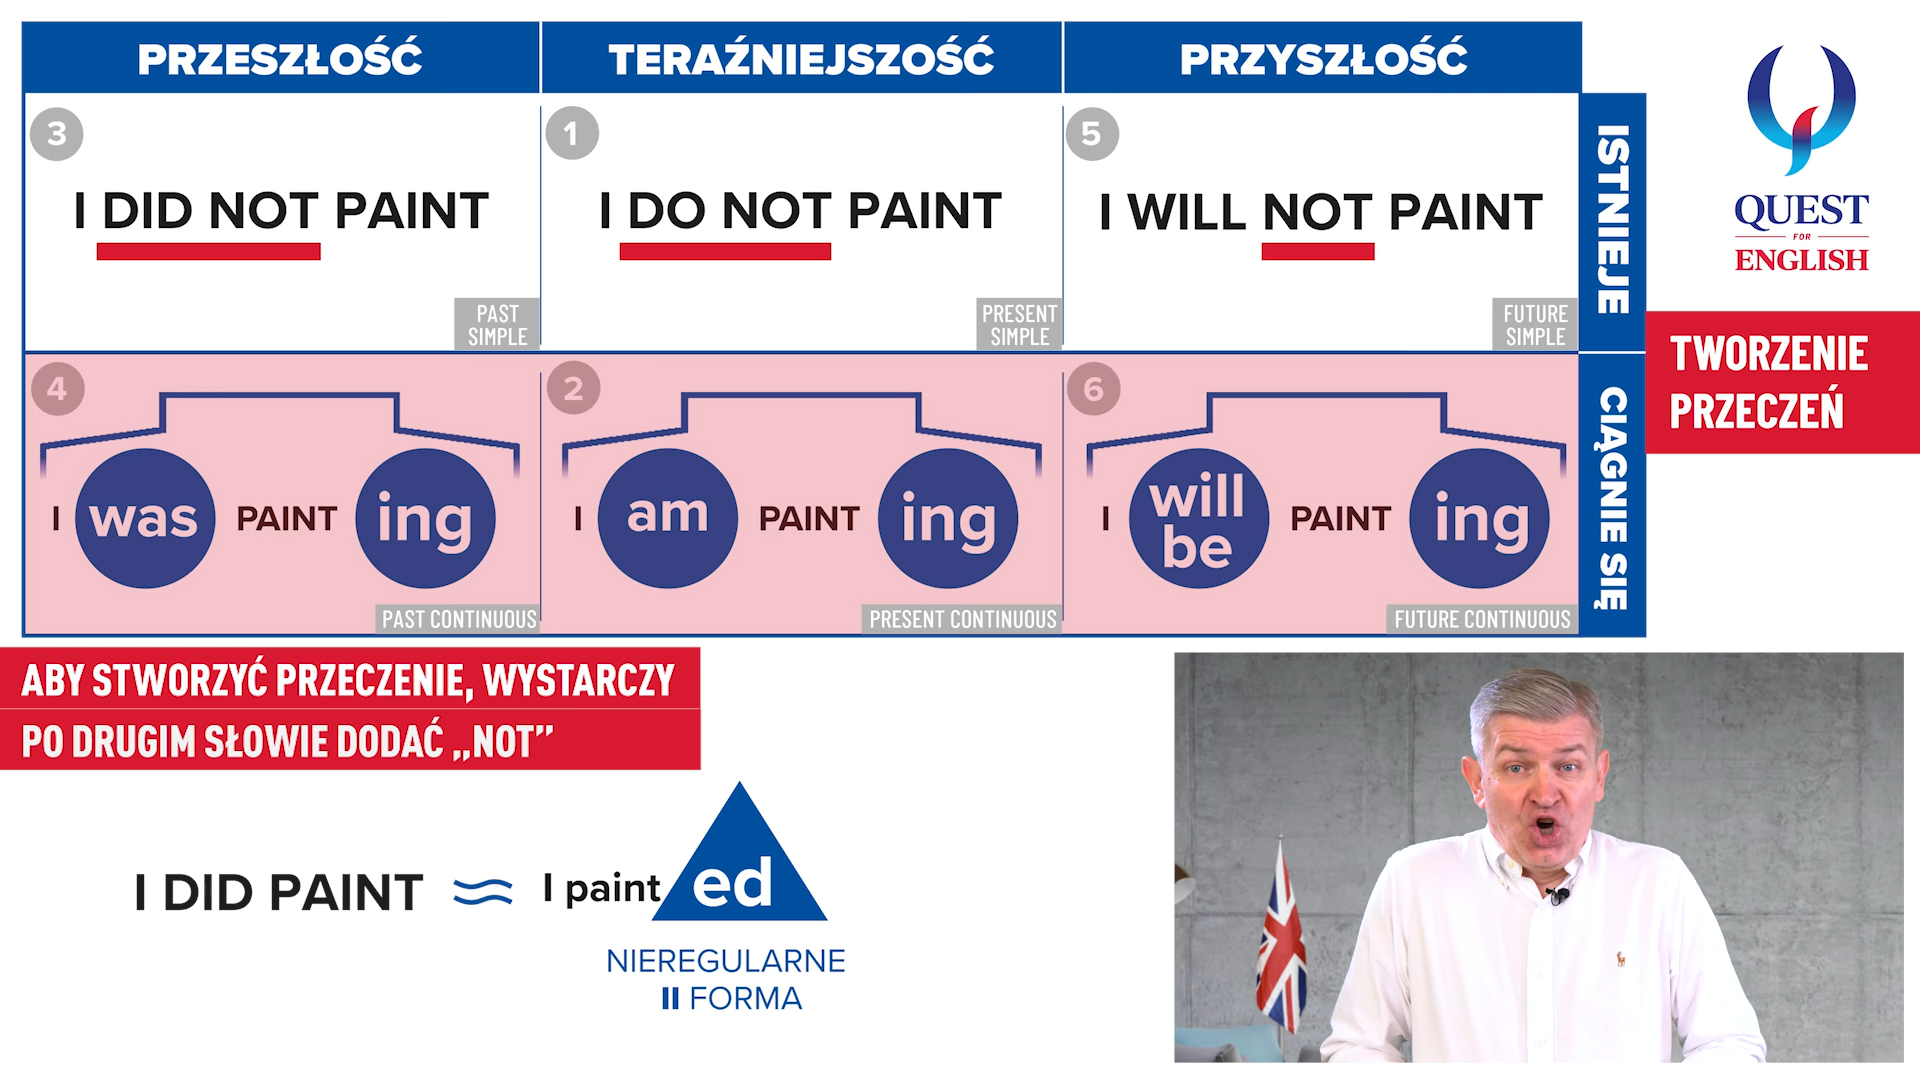 PRZESZŁOŚĆ
TERAŹNIEJSZOŚĆ
PRZYSZŁOŚĆ
3
I DID NOT PAINT
PAST
SIMPLE
1
I DO NOT PAINT
PRESENT
SIMPLE
5
I WILL NOT PAINT
FUTURE
SIMPLE
ISTNIEJE
4
I was PAINT ing
PAST CONTINUOUS
2
I am PAINT ing
PRESENT CONTINUOUS
6
I will be PAINT ing
FUTURE CONTINUOUS
CIĄGNIE SIĘ
QUEST
FOR
ENGLISH
TWORZENIE
PRZECZEŃ
ABY STWORZYĆ PRZECZENIE, WYSTARCZY
PO DRUGIM SŁOWIE DODAĆ „NOT”
I DID PAINT ≈ I paint ed
NIEREGULARNE
II FORMA